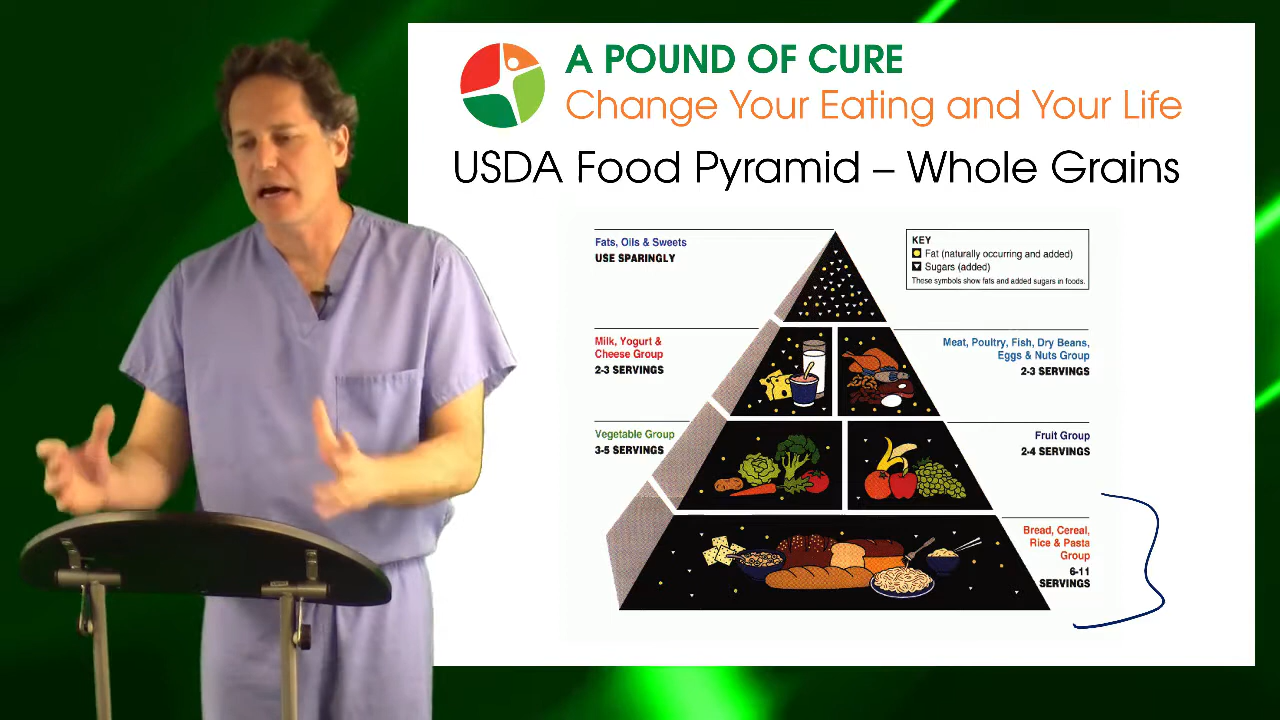 A POUND OF CURE
Change Your Eating and Your Life
USDA Food Pyramid – Whole Grains
Fats, Oils & Sweets
USE SPARINGLY
KEY
Fat (naturally occurring and added)
Sugars (added)
These symbols show fats and added sugars in foods.
Milk, Yogurt &
Cheese Group
2-3 SERVINGS
Meat, Poultry, Fish, Dry Beans,
Eggs & Nuts Group
2-3 SERVINGS
Vegetable Group
3-5 SERVINGS
Fruit Group
2-4 SERVINGS
Bread, Cereal,
Rice & Pasta
Group
6-11
SERVINGS